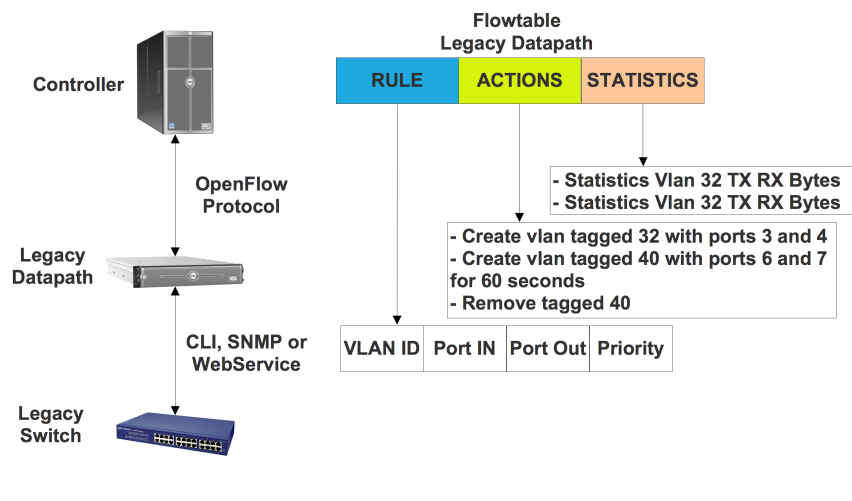 Flowtable
Legacy Datapath
RULE
ACTIONS
STATISTICS
Controller
OpenFlow
Protocol
Legacy
Datapath
CLI, SNMP or
WebService
Legacy
Switch
- Statistics Vlan 32 TX RX Bytes
- Statistics Vlan 32 TX RX Bytes
- Create vlan tagged 32 with ports 3 and 4
- Create vlan tagged 40 with ports 6 and 7
for 60 seconds
- Remove tagged 40
VLAN ID
Port IN
Port Out
Priority